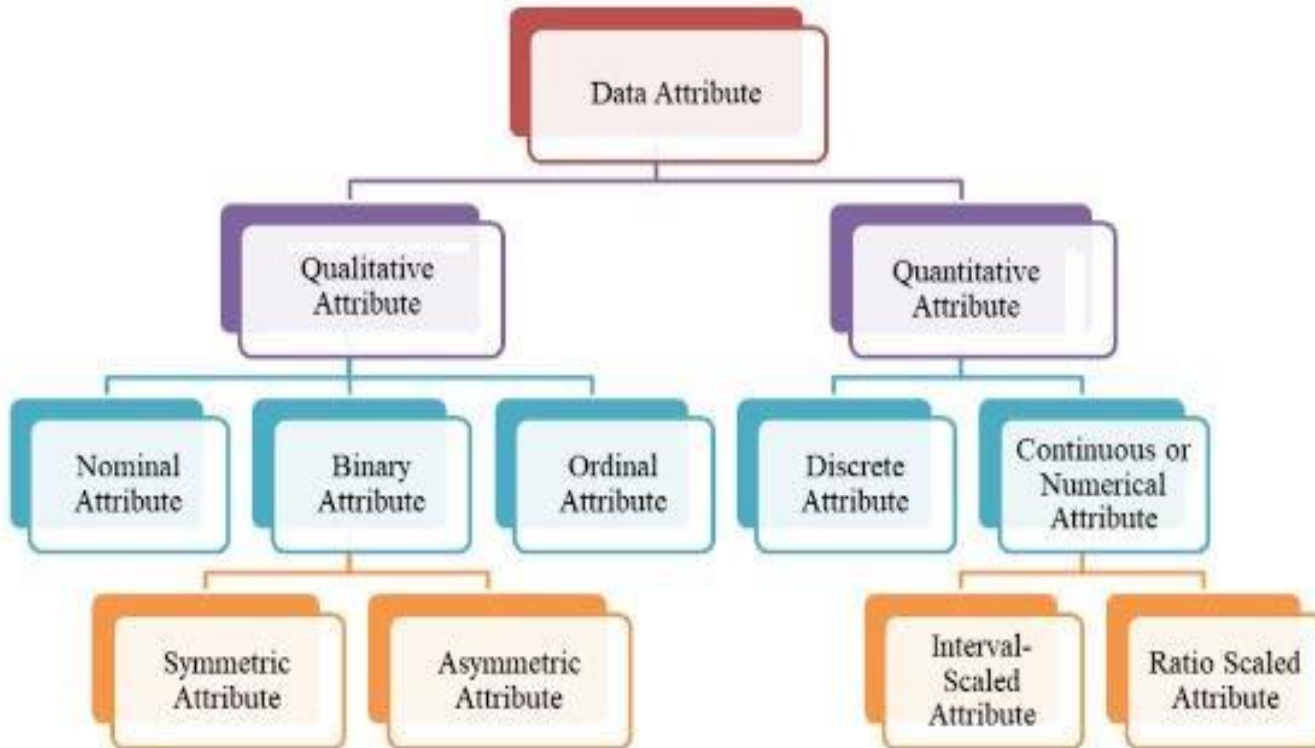 Data Attribute
Qualitative
Attribute
Quantitative
Attribute
Nominal
Attribute
Binary
Attribute
Ordinal
Attribute
Discrete
Attribute
Continuous or
Numerical
Attribute
Symmetric
Attribute
Asymmetric
Attribute
Interval-
Scaled
Attribute
Ratio Scaled
Attribute